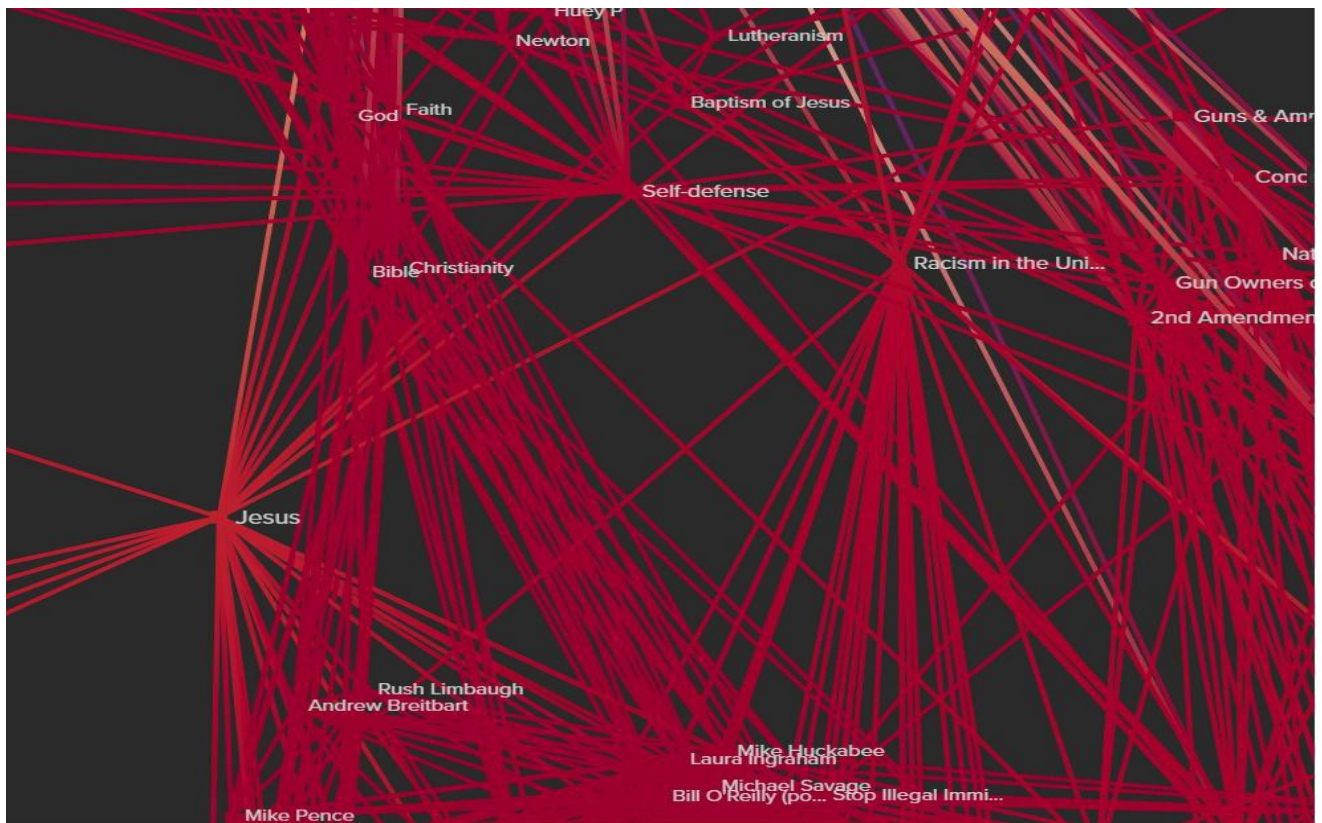 Huey P
Newton
Lutheranism
God
Faith
Baptism of Jesus
Guns & Am
Self-defense
Conc
Bible
Christianity
Racism in the Uni...
Nat
Gun Owners o
2nd Amendmen
Jesus
Rush Limbaugh
Andrew Breitbart
Mike Huckabee
Laura Ingraham
Michael Savage
Bill O'Reilly (po...
Stop Illegal Immi...
Mike Pence